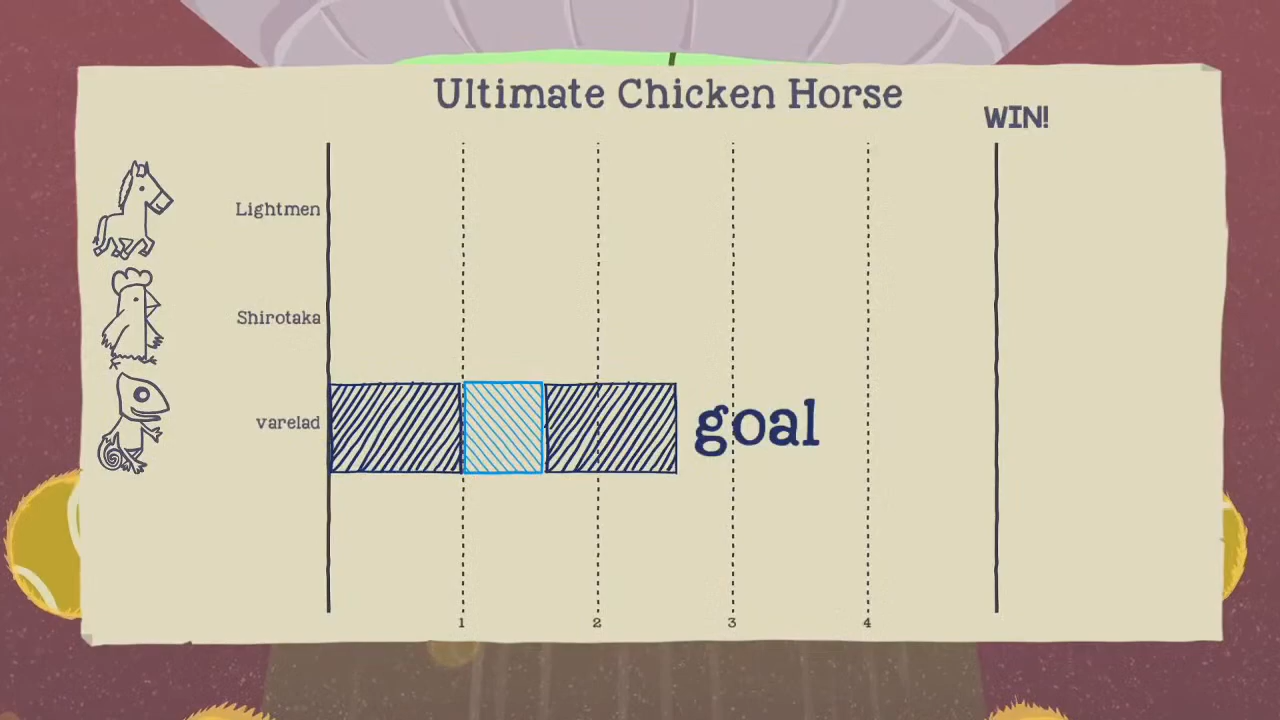 Ultimate Chicken Horse
WIN!
Lightmen
Shirotaka
varelad
goal
1 2 3 4